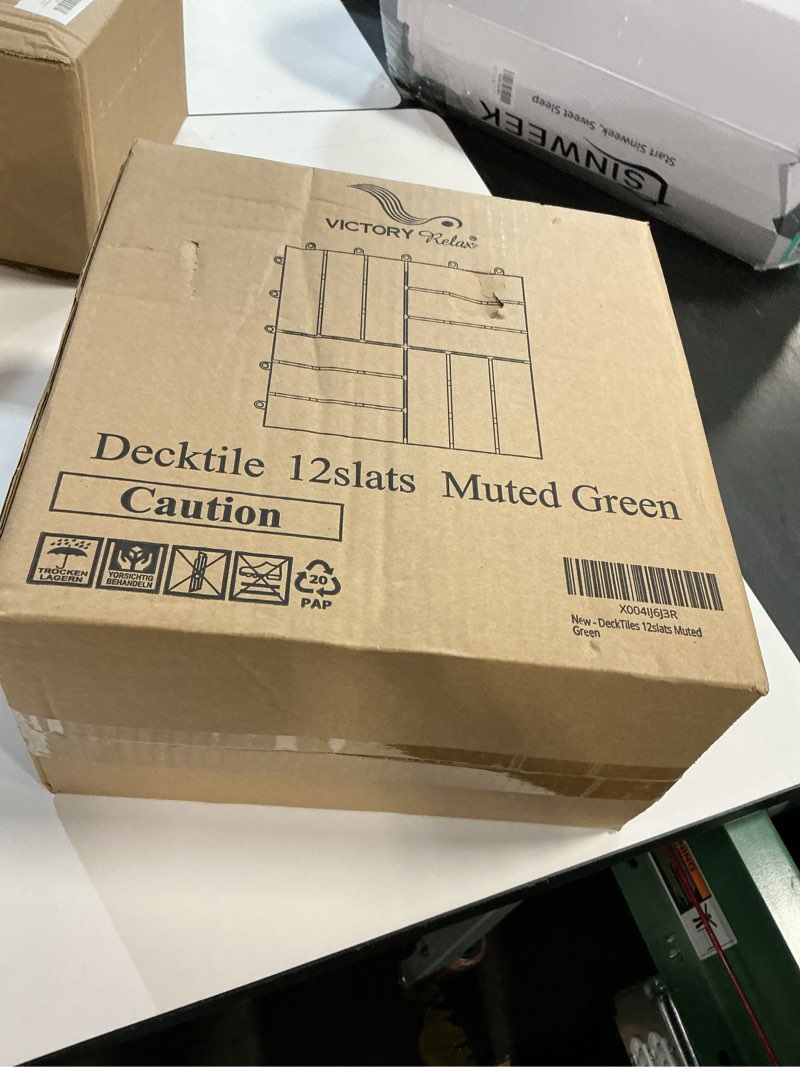 SINWEEK
Start Sinweek, Sweet Sleep
VICTORY Relax®
Decktile 12slats Muted Green
Caution
TROCKEN
LAGERN
VORSICHTIG
BEHANDELN
20
PAP
X004IJ6J3R
New - DeckTiles 12slats Muted
Green